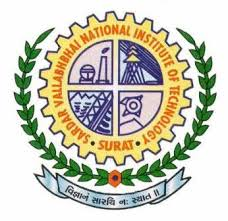 SARDAR VALLABHBHAI NATIONAL INSTITUTE OF TECHNOLOGY
• SURAT •
विज्ञानं सारथि नः स्यात ॥